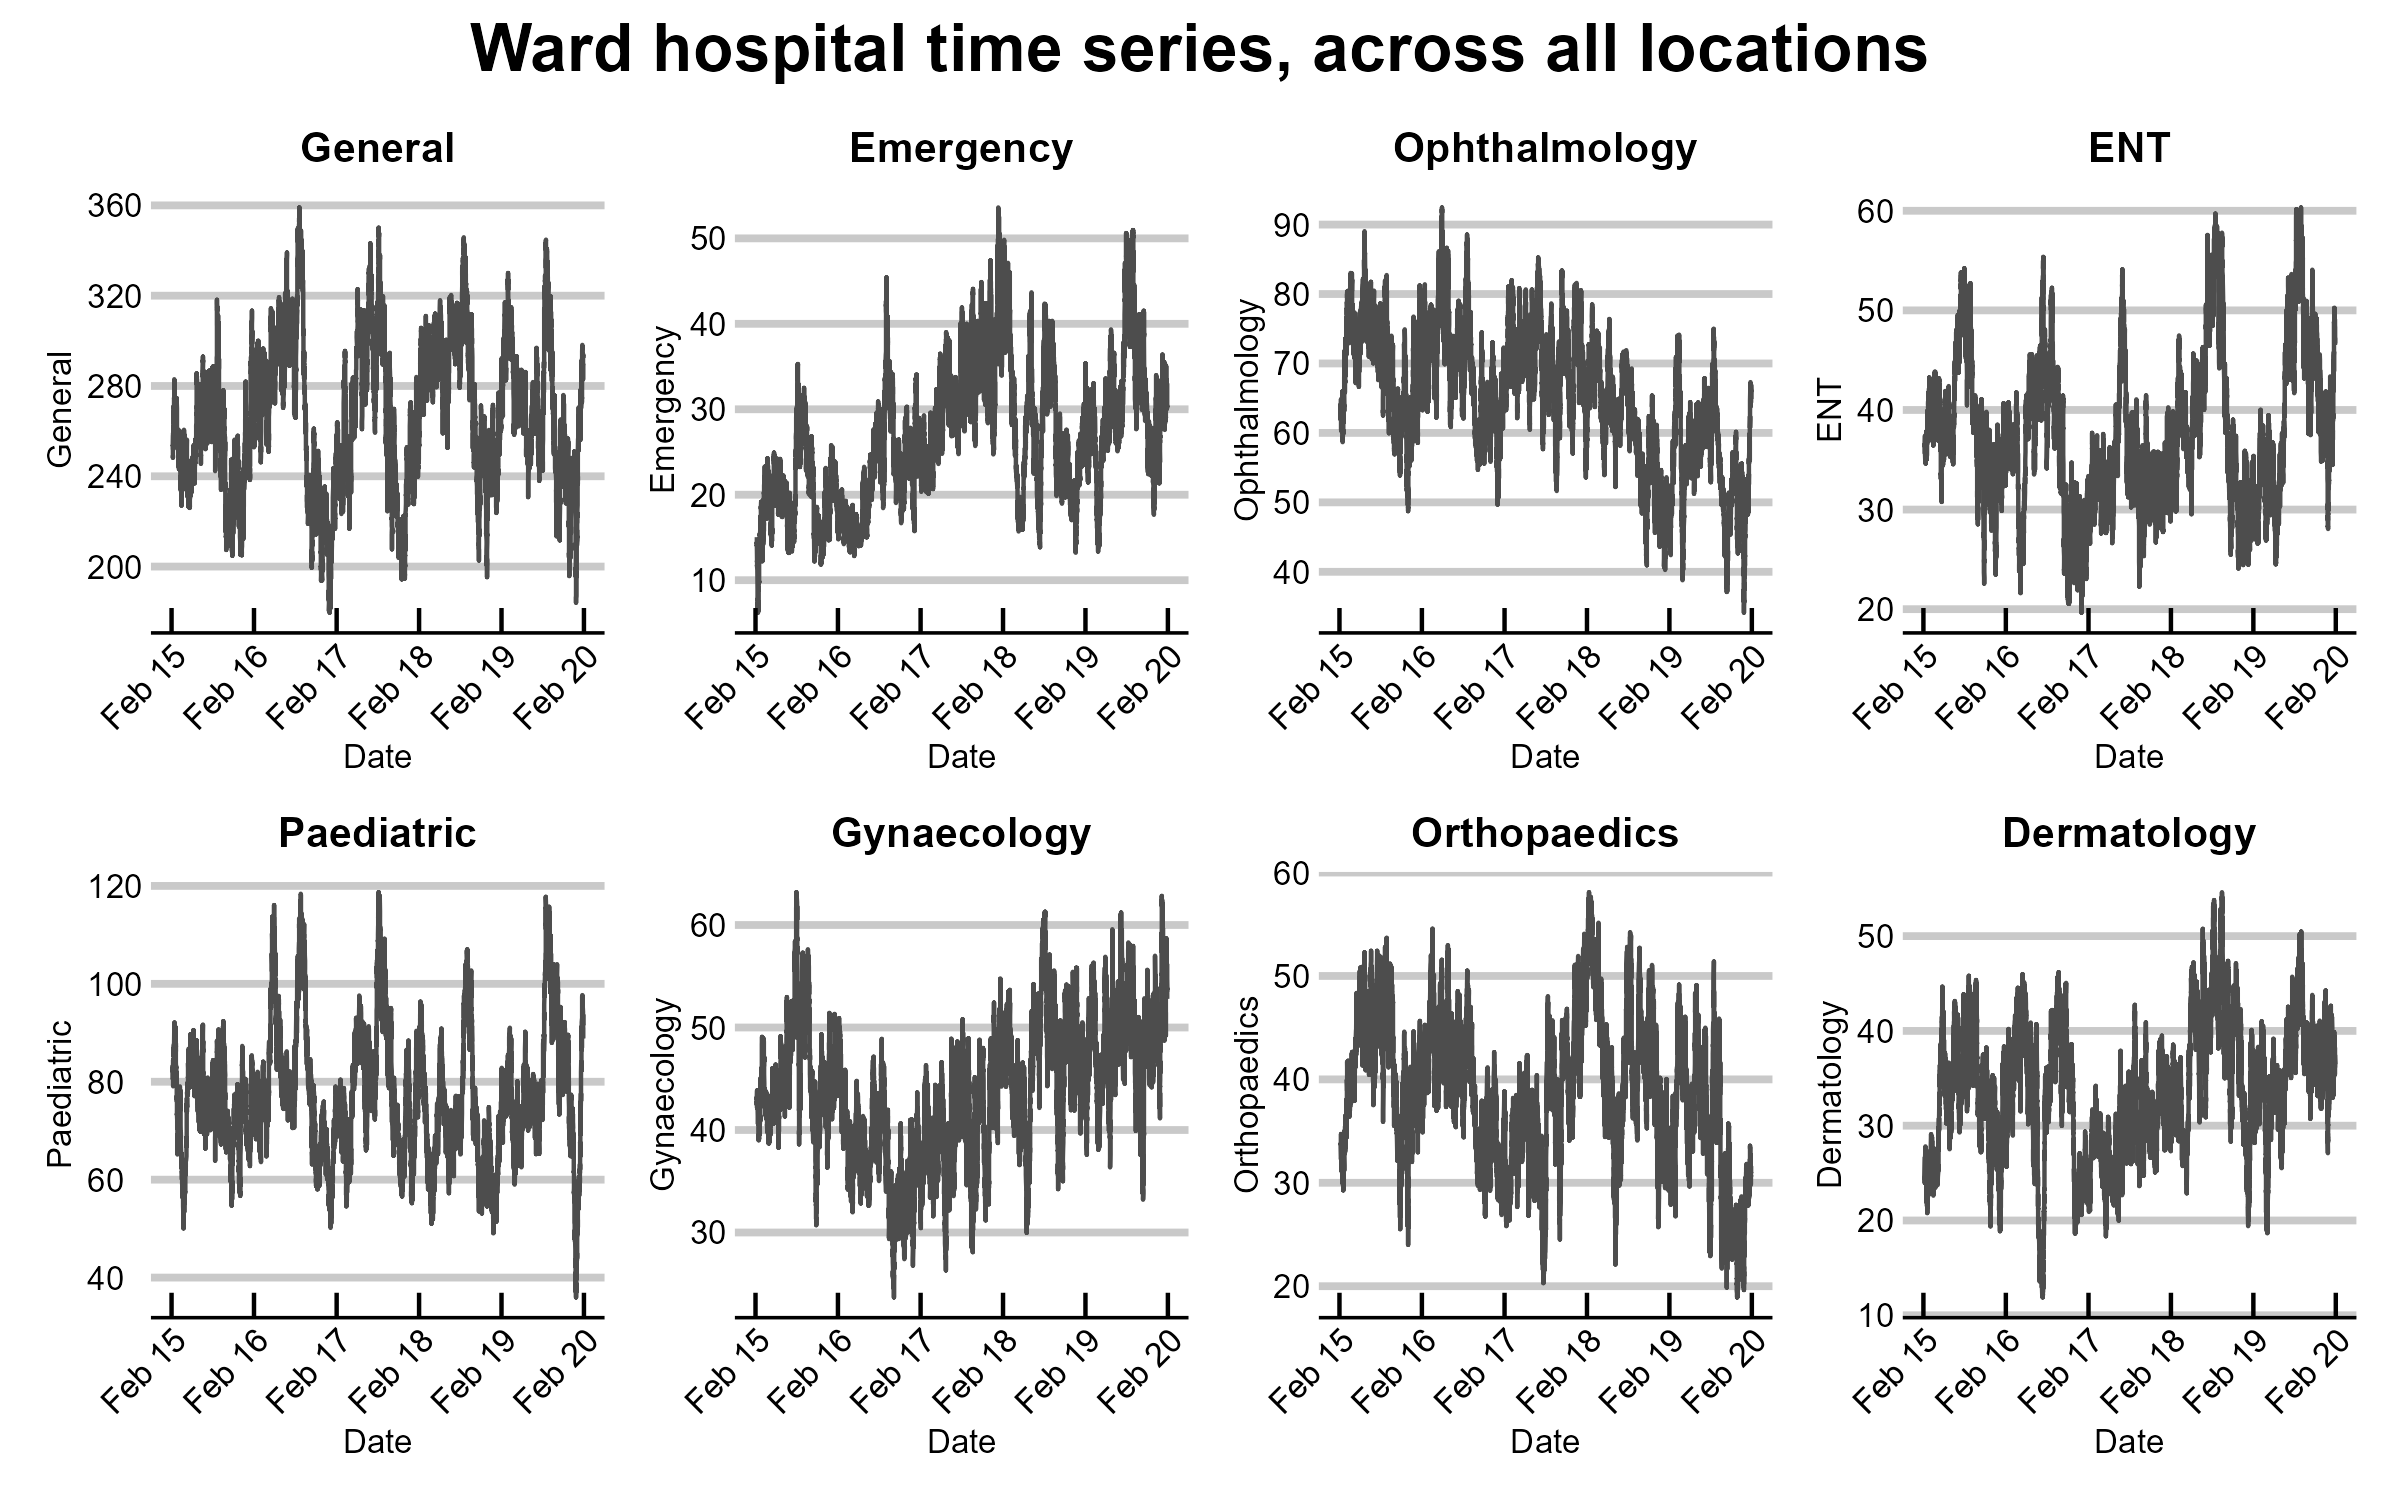 Ward hospital time series, across all locations
General
Emergency
Ophthalmology
ENT
General
360
320
280
240
200
Feb 15
Feb 16
Feb 17
Feb 18
Feb 19
Feb 20
Date
Emergency
50
40
30
20
10
Feb 15
Feb 16
Feb 17
Feb 18
Feb 19
Feb 20
Date
Ophthalmology
90
80
70
60
50
40
Feb 15
Feb 16
Feb 17
Feb 18
Feb 19
Feb 20
Date
ENT
60
50
40
30
20
Feb 15
Feb 16
Feb 17
Feb 18
Feb 19
Feb 20
Date
Paediatric
Gynaecology
Orthopaedics
Dermatology
Paediatric
120
100
80
60
40
Feb 15
Feb 16
Feb 17
Feb 18
Feb 19
Feb 20
Date
Gynaecology
60
50
40
30
Feb 15
Feb 16
Feb 17
Feb 18
Feb 19
Feb 20
Date
Orthopaedics
60
50
40
30
20
Feb 15
Feb 16
Feb 17
Feb 18
Feb 19
Feb 20
Date
Dermatology
50
40
30
20
10
Feb 15
Feb 16
Feb 17
Feb 18
Feb 19
Feb 20
Date